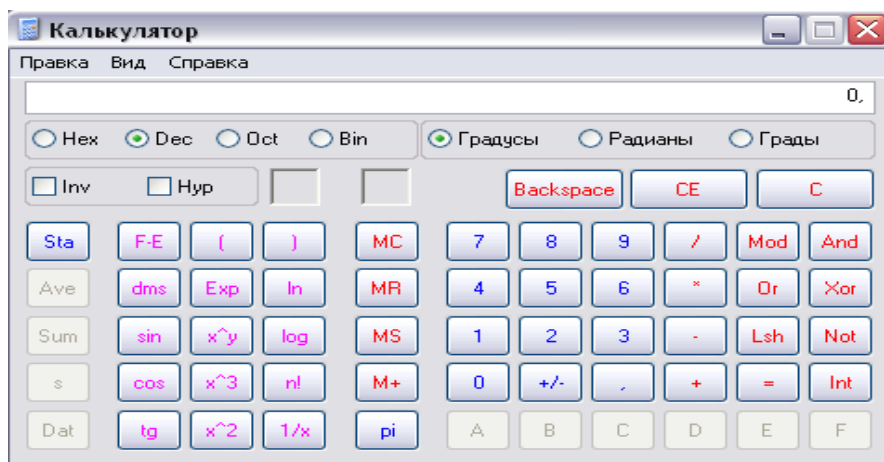 Калькулятор
Правка Вид Справка
0,
Hex Dec Oct Bin Градусы Радианы Грады
Inv Hyp Backspace CE C
Sta F-E ( ) MC 7 8 9 / Mod And
Ave dms Exp ln MR 4 5 6 * Or Xor
Sum sin x^y log MS 1 2 3 - Lsh Not
s cos x^3 n! M+ 0 +/- , + = Int
Dat tg x^2 1/x pi A B C D E F